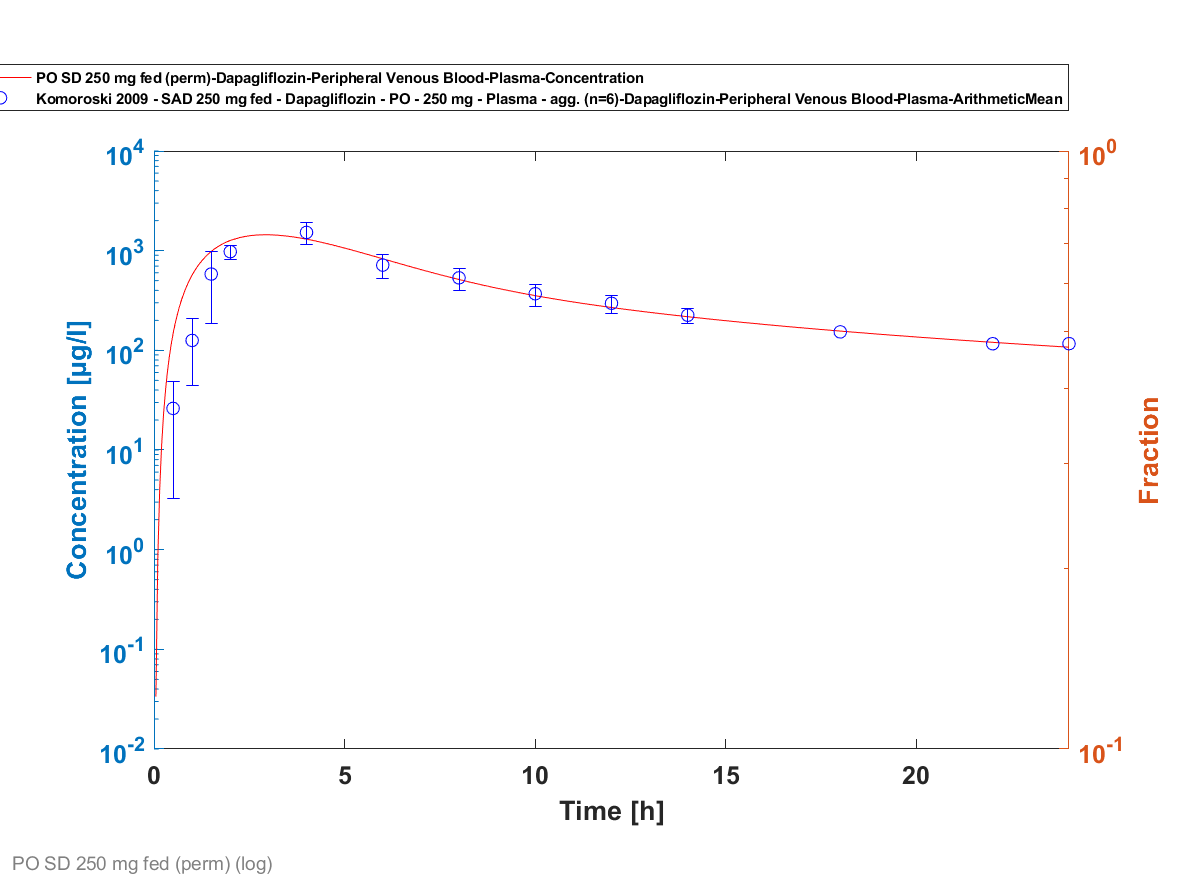 PO SD 250 mg fed (perm)-Dapagliflozin-Peripheral Venous Blood-Plasma-Concentration
Komoroski 2009 - SAD 250 mg fed - Dapagliflozin - PO - 250 mg - Plasma - agg. (n=6)-Dapagliflozin-Peripheral Venous Blood-Plasma-ArithmeticMean
10^4
10^3
10^2
10^1
10^0
10^-1
10^-2
Concentration [µg/l]
10^0
10^-1
Fraction
0 5 10 15 20
Time [h]
PO SD 250 mg fed (perm) (log)